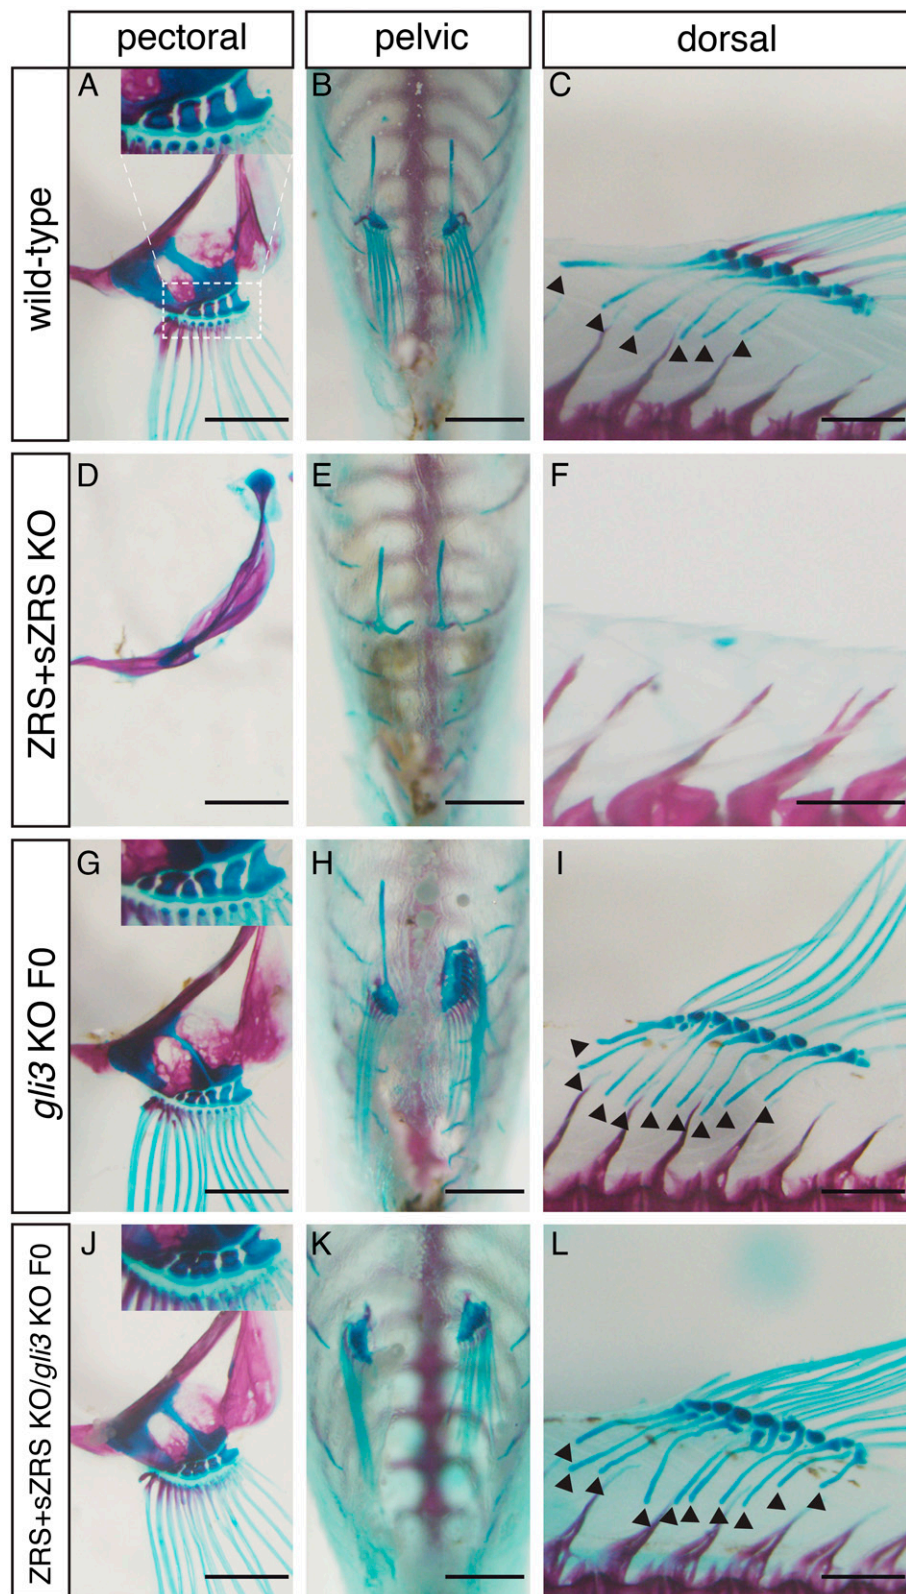 pectoral
pelvic
dorsal
wild-type
A
B
C
ZRS+sZRS KO
D
E
F
gli3 KO F0
G
H
I
ZRS+sZRS KO/gli3 KO F0
J
K
L